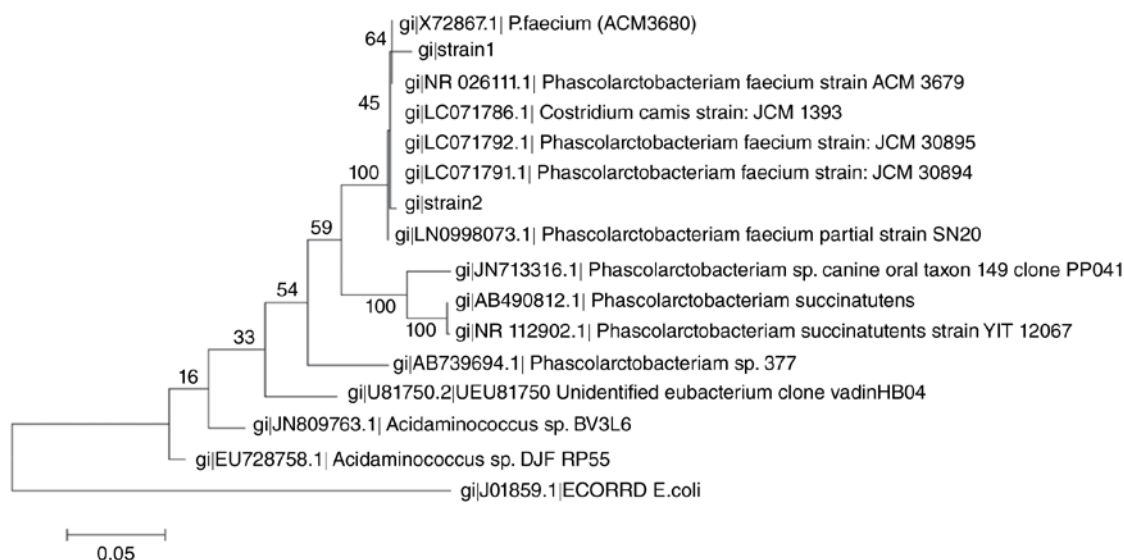 gi|X72867.1| P.faecium (ACM3680)
64
gi|strain1
gi|NR 026111.1| Phascolarctobacteriam faecium strain ACM 3679
45
gi|LC071786.1| Costridium camis strain: JCM 1393
gi|LC071792.1| Phascolarctobacteriam faecium strain: JCM 30895
100
gi|LC071791.1| Phascolarctobacteriam faecium strain: JCM 30894
gi|strain2
59
gi|LN0998073.1| Phascolarctobacteriam faecium partial strain SN20
gi|JN713316.1| Phascolarctobacteriam sp. canine oral taxon 149 clone PP041
54
100
gi|AB490812.1| Phascolarctobacteriam succinatutens
100
gi|NR 112902.1| Phascolarctobacteriam succinatutents strain YIT 12067
33
gi|AB739694.1| Phascolarctobacteriam sp. 377
16
gi|U81750.2|UEU81750 Unidentified eubacterium clone vadinHB04
gi|JN809763.1| Acidaminococcus sp. BV3L6
gi|EU728758.1| Acidaminococcus sp. DJF RP55
gi|J01859.1|ECORRD E.coli
0.05